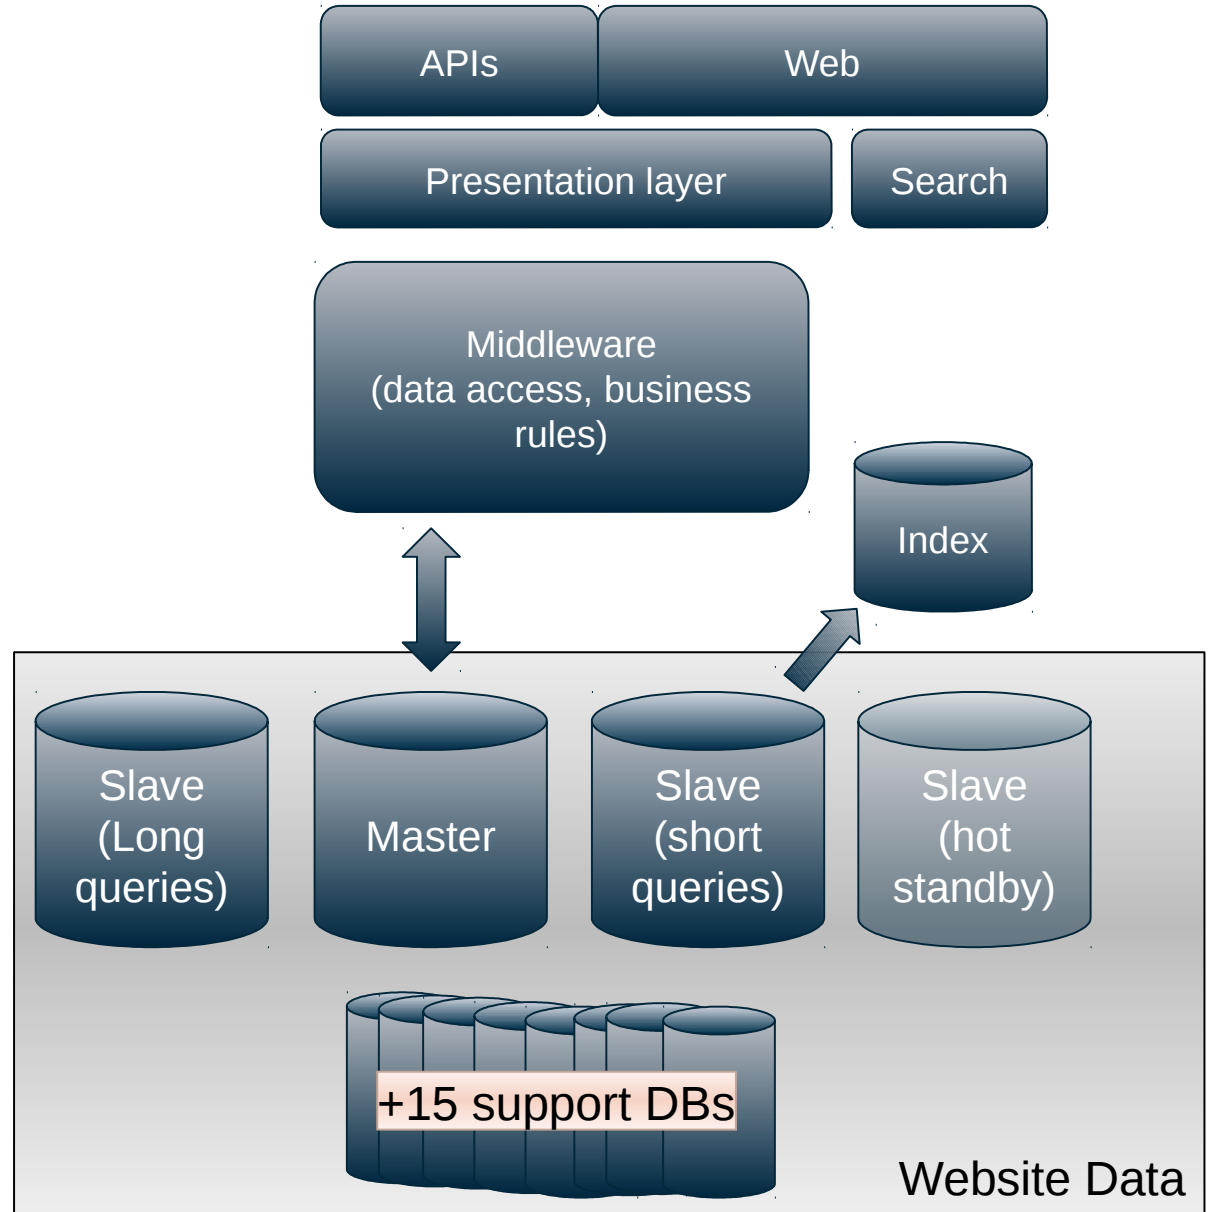 APIs
Web
Presentation layer
Search
Middleware
(data access, business
rules)
Index
Slave
(Long
queries)
Master
Slave
(short
queries)
Slave
(hot
standby)
+15 support DBs
Website Data